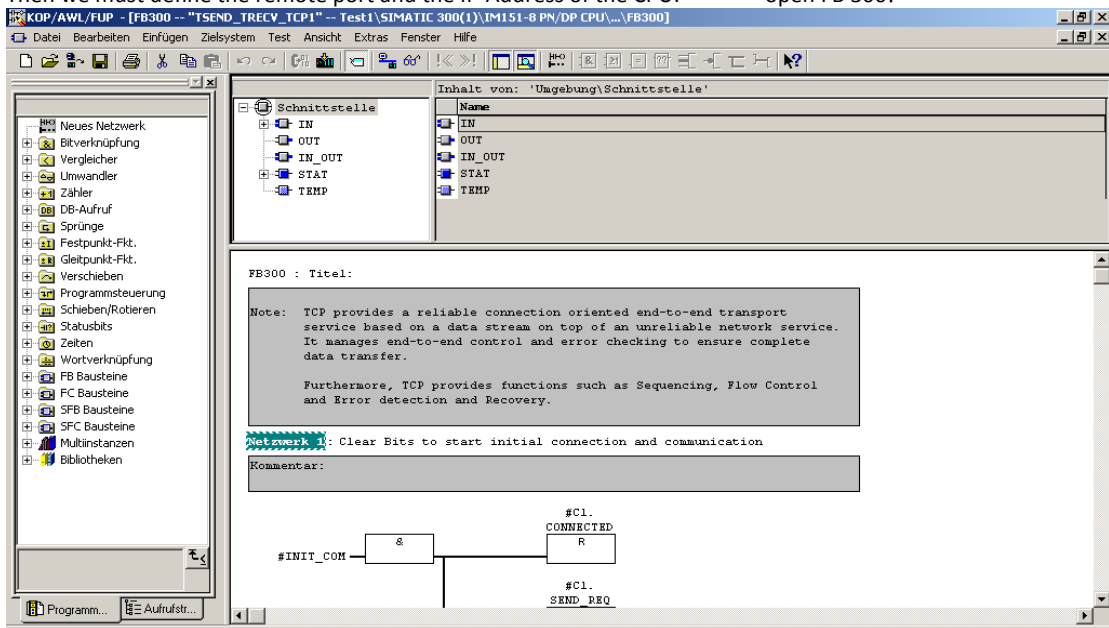 Then we must define the remote port and the IP Address of the CPU. open FB 300.
KOP/AWL/FUP - [FB300 -- "TSEND_TRECV_TCP1" -- Test1\SIMATIC 300(1)\IM151-8 PN/DP CPU\...\FB300]
Datei Bearbeiten Einfügen Zielsystem Test Ansicht Extras Fenster Hilfe
Neues Netzwerk
Bitverknüpfung
Vergleicher
Umwandler
Zähler
DB-Aufruf
Sprünge
Festpunkt-Fkt.
Gleitpunkt-Fkt.
Verschieben
Programmsteuerung
Schieben/Rotieren
Statusbits
Zeiten
Wortverknüpfung
FB Bausteine
FC Bausteine
SFB Bausteine
SFC Bausteine
Multiinstanzen
Bibliotheken
Programm...
Aufrufstr...
Schnittstelle
IN
OUT
IN_OUT
STAT
TEMP
Inhalt von: 'Umgebung\Schnittstelle'
Name
IN
OUT
IN_OUT
STAT
TEMP
FB300 : Titel:
Note: TCP provides a reliable connection oriented end-to-end transport
service based on a data stream on top of an unreliable network service.
It manages end-to-end control and error checking to ensure complete
data transfer.
Furthermore, TCP provides functions such as Sequencing, Flow Control
and Error detection and Recovery.
Netzwerk 1: Clear Bits to start initial connection and communication
Kommentar:
#C1.
CONNECTED
#INIT_COM
&
R
#C1.
SEND_REQ